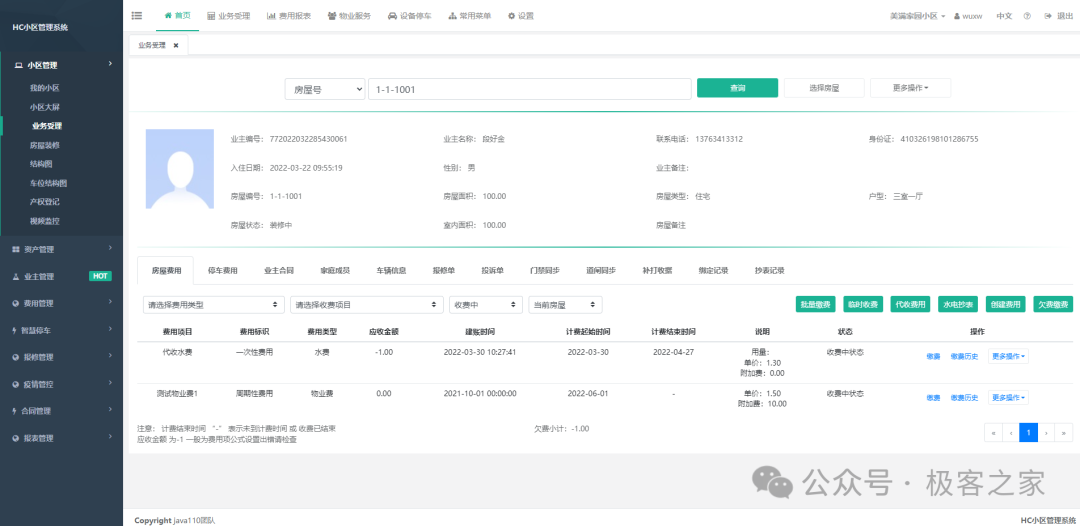 HC小区管理系统
首页 业务受理 费用报表 物业服务 设备停车 常用菜单 设置
美满家园小区 wuxw 中文 退出
业务受理 ×
小区管理
我的小区
小区大屏
业务受理
房屋装修
结构图
车位结构图
产权登记
视频监控
资产管理
业主管理 HOT
费用管理
智慧停车
报修管理
疫情管控
合同管理
报表管理
房屋号 1-1-1001 查询 选择房屋 更多操作
业主编号: 772022032285430061 业主名称: 段好金 联系电话: 13763413312 身份证: 410326198101286755
入住日期: 2022-03-22 09:55:19 性别: 男 业主备注:
房屋编号: 1-1-1001 房屋面积: 100.00 房屋类型: 住宅 户型: 三室一厅
房屋状态: 装修中 室内面积: 100.00 房屋备注
房屋费用 停车费用 业主合同 家庭成员 车辆信息 报修单 投诉单 门禁同步 道闸同步 补打收据 绑定记录 抄表记录
请选择费用类型 请选择收费项目 收费中 当前房屋 批量缴费 临时收费 代收费用 水电抄表 创建费用 欠费缴费
费用项目 费用标识 费用类型 应收金额 建账时间 计费起始时间 计费结束时间 说明 状态 操作
代收水费 一次性费用 水费 -1.00 2022-03-30 10:27:41 2022-03-30 2022-04-27 用量: 收费中状态 缴费 缴费历史 更多操作
单价: 1.30
附加费: 0.00
测试物业费1 周期性费用 物业费 0.00 2021-10-01 00:00:00 2022-06-01 - 单价: 1.50 收费中状态 缴费 缴费历史 更多操作
附加费: 10.00
注意: 计费结束时间 "-" 表示未到计费时间 或 收费已结束 欠费小计: -1.00
应收金额 为-1 一般为费用项公式设置出错请检查
« ‹ 1 › »
公众号 · 极客之家
Copyright java110团队
HC小区管理系统